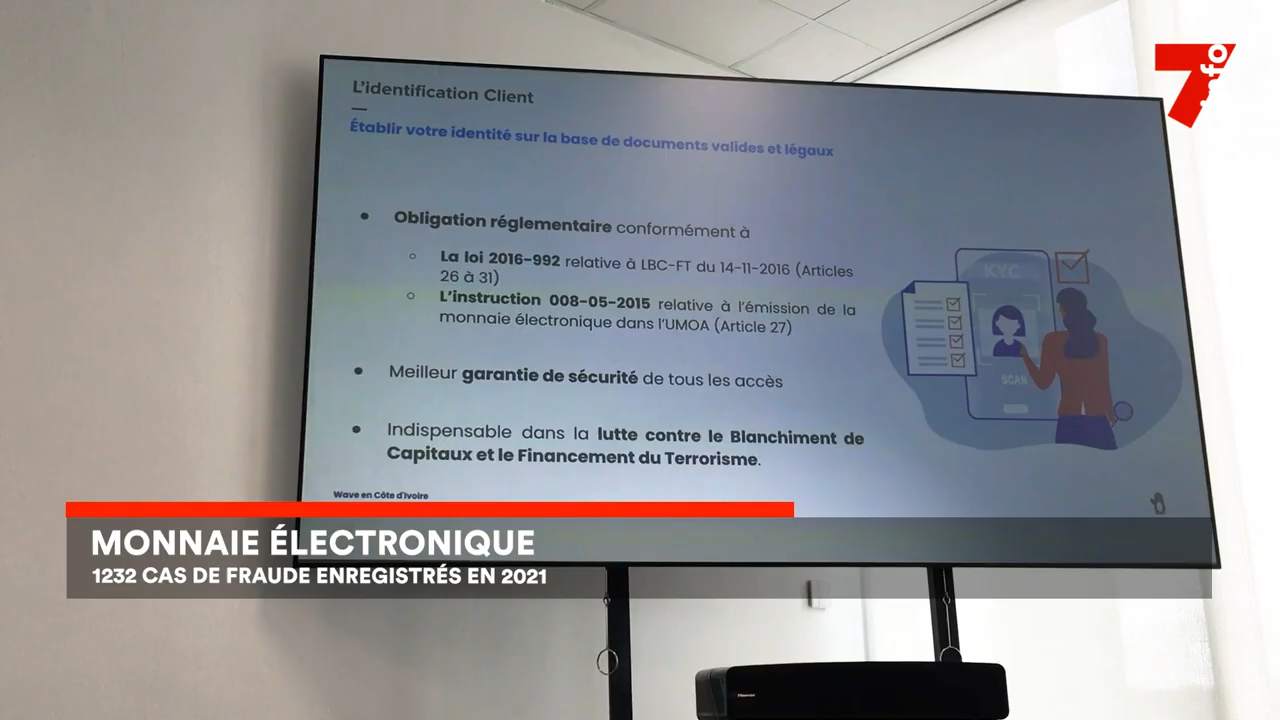 7
fo
L'identification Client
Établir votre identité sur la base de documents valides et légaux
● Obligation réglementaire conformément à
○ La loi 2016-992 relative à LBC-FT du 14-11-2016 (Articles
26 à 31)
○ L'instruction 008-05-2015 relative à l'émission de la
monnaie électronique dans l'UMOA (Article 27)
● Meilleur garantie de sécurité de tous les accès
● Indispensable dans la lutte contre le Blanchiment de
Capitaux et le Financement du Terrorisme.
KYC
SCAN
Wave en Côte d'Ivoire
MONNAIE ÉLECTRONIQUE
1232 CAS DE FRAUDE ENREGISTRÉS EN 2021
Hisense